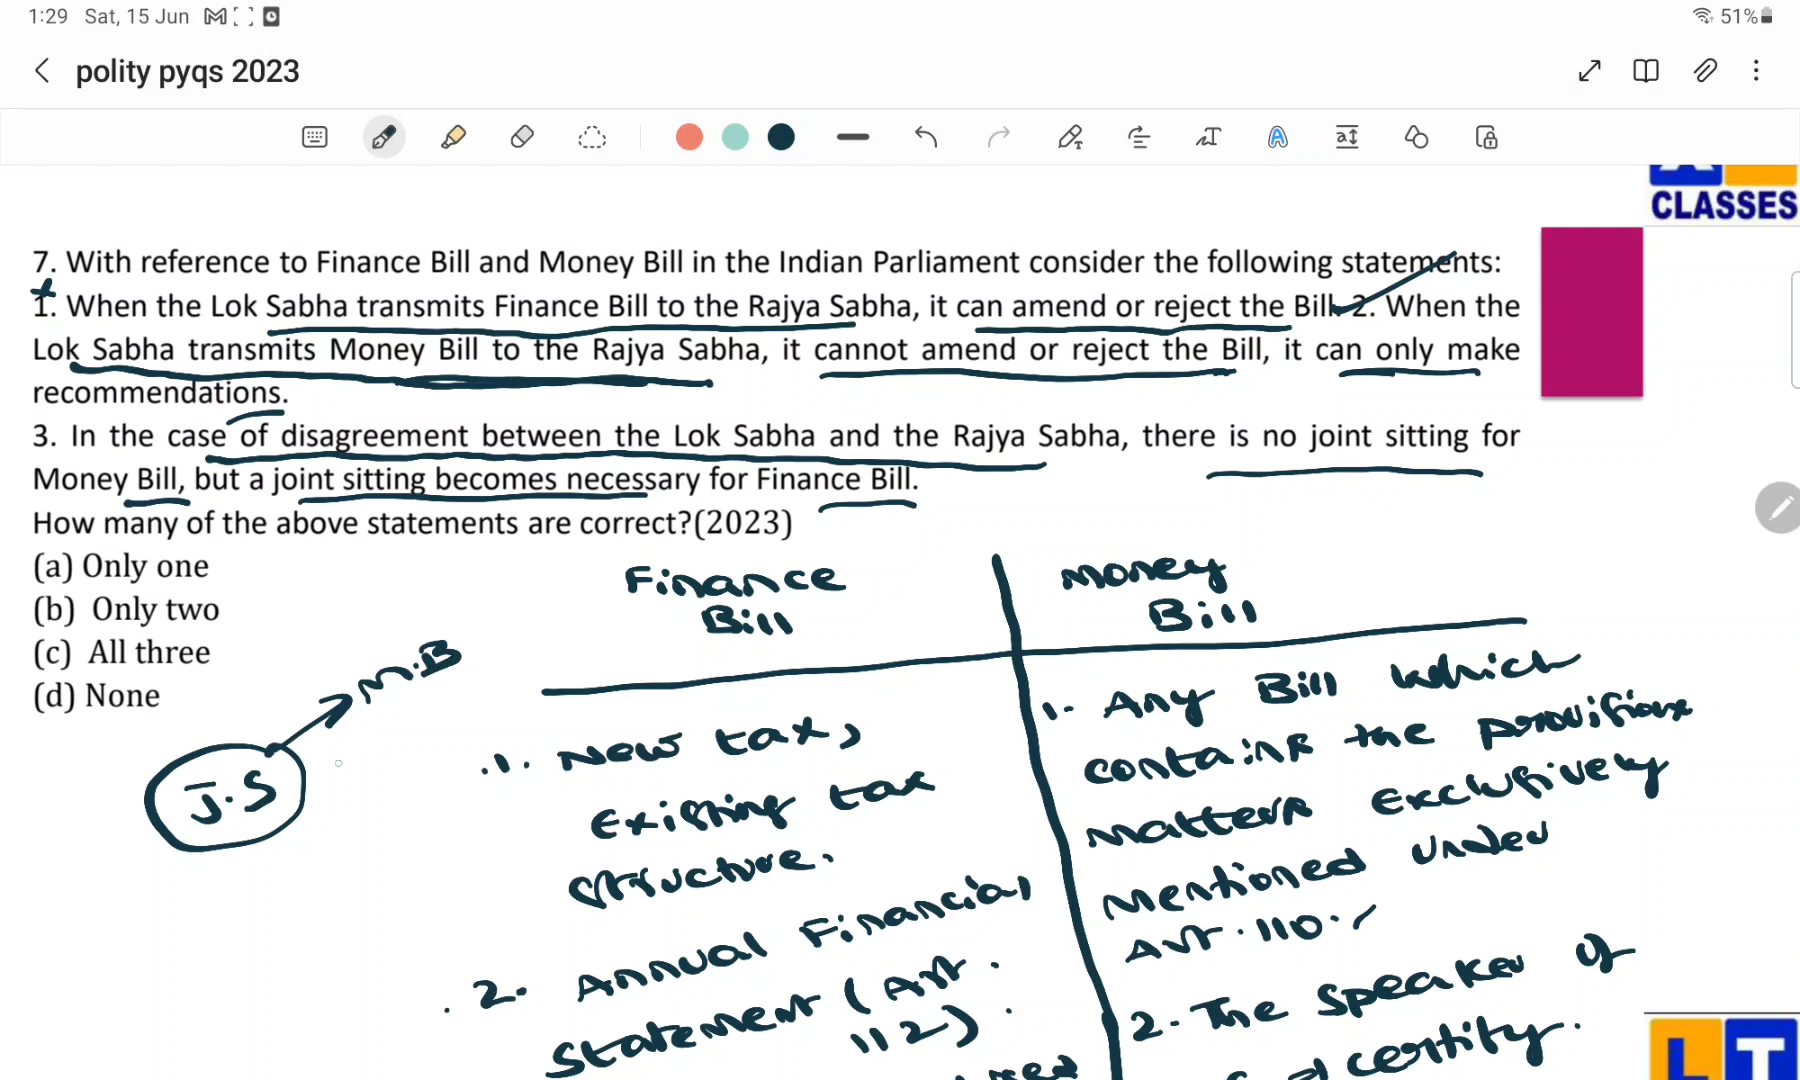 1:29 Sat, 15 Jun
51%
polity pyqs 2023
CLASSES
7. With reference to Finance Bill and Money Bill in the Indian Parliament consider the following statements:
1. When the Lok Sabha transmits Finance Bill to the Rajya Sabha, it can amend or reject the Bill. 2. When the
Lok Sabha transmits Money Bill to the Rajya Sabha, it cannot amend or reject the Bill, it can only make
recommendations.
3. In the case of disagreement between the Lok Sabha and the Rajya Sabha, there is no joint sitting for
Money Bill, but a joint sitting becomes necessary for Finance Bill.
How many of the above statements are correct?(2023)
(a) Only one
(b) Only two
(c) All three
(d) None
J.S
M.B
Finance
Bill
1. New tax,
Existing tax
structure.
2. Annual Financial
statement (Art.
112)
Money
Bill
1. Any Bill which
contains the provisions
matters Exclusively
mentioned under
Art. 110.
2. The Speaker of
certify.
LT